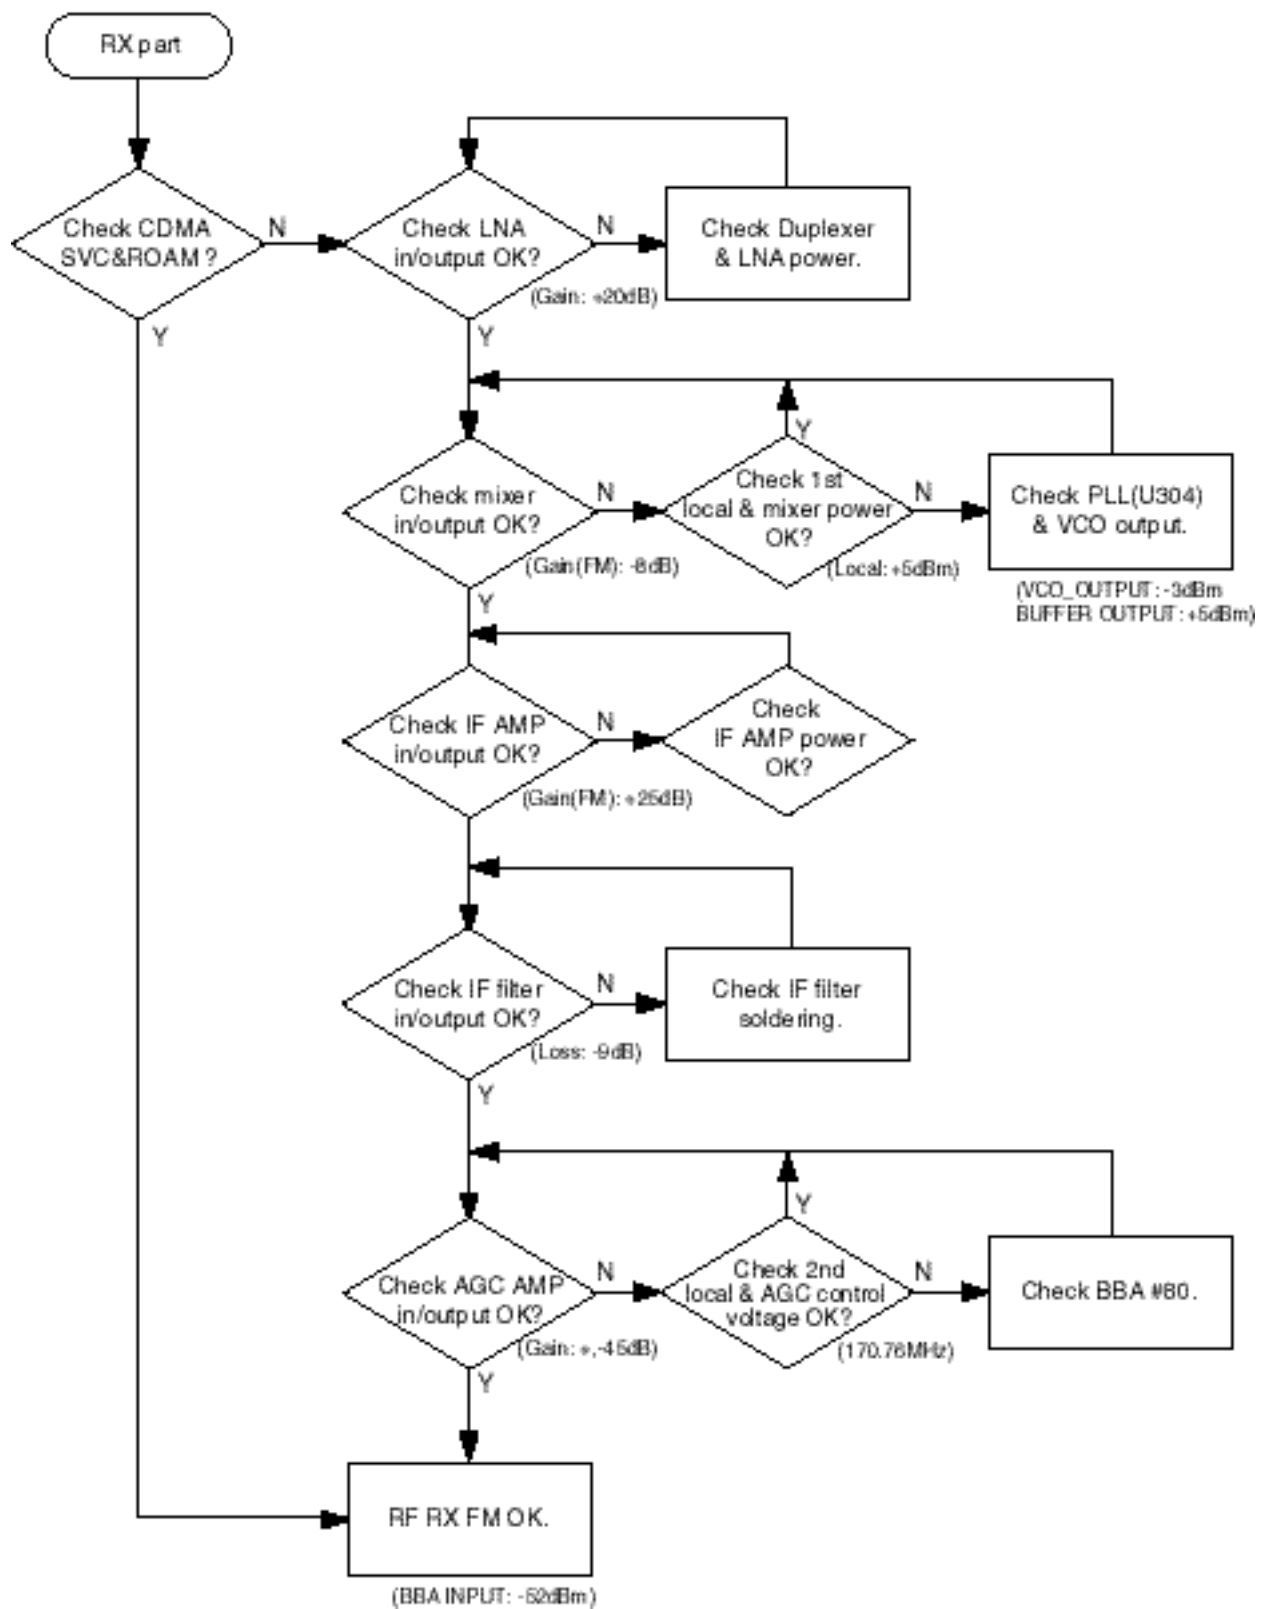 RX part
Check CDMA
SVC&ROAM ?
N
Y
Check LNA
in/output OK?
N
(Gain: +20dB)
Y
Check Duplexer
& LNA power.
Check mixer
in/output OK?
N
(Gain(FM): -8dB)
Y
Y
Check 1st
local & mixer power
OK?
N
(Local: +5dBm)
Check PLL(U304)
& VCO output.
(VCO_OUTPUT: -3dBm
BUFFER OUTPUT: +5dBm)
Check IF AMP
in/output OK?
N
(Gain(FM): +25dB)
Check
IF AMP power
OK?
Check IF filter
in/output OK?
N
(Loss: -9dB)
Y
Check IF filter
soldering.
Check AGC AMP
in/output OK?
N
(Gain: +,-45dB)
Y
Y
Check 2nd
local & AGC control
voltage OK?
N
(170.76MHz)
Check BBA #80.
RF RX FM OK.
(BBA INPUT: -52dBm)